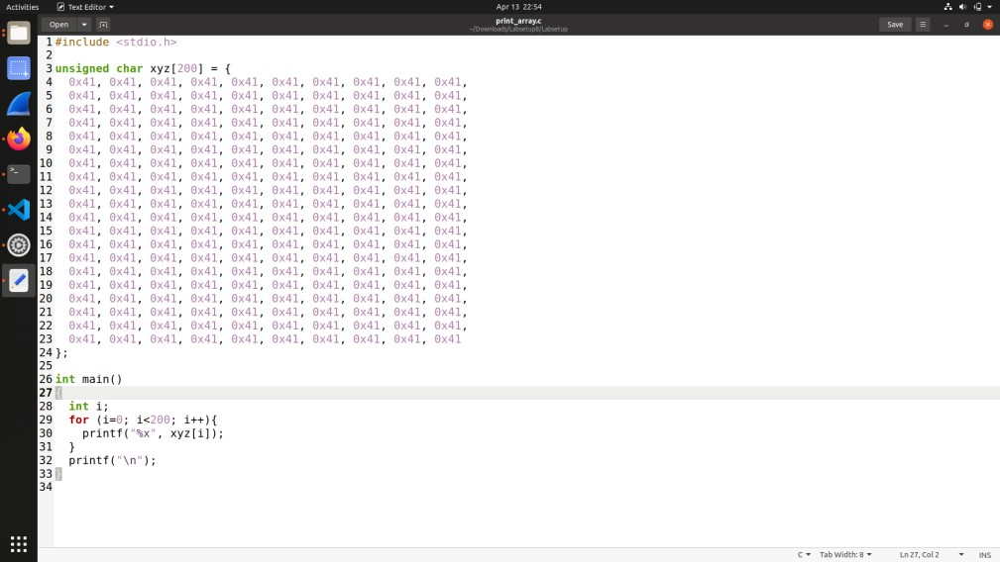 Activities Text Editor Apr 13 22:54
Open print_array.c Save
~/Downloads/Labsetup8/Labsetup
1 #include <stdio.h>
2
3 unsigned char xyz[200] = {
4   0x41, 0x41, 0x41, 0x41, 0x41, 0x41, 0x41, 0x41, 0x41, 0x41,
5   0x41, 0x41, 0x41, 0x41, 0x41, 0x41, 0x41, 0x41, 0x41, 0x41,
6   0x41, 0x41, 0x41, 0x41, 0x41, 0x41, 0x41, 0x41, 0x41, 0x41,
7   0x41, 0x41, 0x41, 0x41, 0x41, 0x41, 0x41, 0x41, 0x41, 0x41,
8   0x41, 0x41, 0x41, 0x41, 0x41, 0x41, 0x41, 0x41, 0x41, 0x41,
9   0x41, 0x41, 0x41, 0x41, 0x41, 0x41, 0x41, 0x41, 0x41, 0x41,
10   0x41, 0x41, 0x41, 0x41, 0x41, 0x41, 0x41, 0x41, 0x41, 0x41,
11   0x41, 0x41, 0x41, 0x41, 0x41, 0x41, 0x41, 0x41, 0x41, 0x41,
12   0x41, 0x41, 0x41, 0x41, 0x41, 0x41, 0x41, 0x41, 0x41, 0x41,
13   0x41, 0x41, 0x41, 0x41, 0x41, 0x41, 0x41, 0x41, 0x41, 0x41,
14   0x41, 0x41, 0x41, 0x41, 0x41, 0x41, 0x41, 0x41, 0x41, 0x41,
15   0x41, 0x41, 0x41, 0x41, 0x41, 0x41, 0x41, 0x41, 0x41, 0x41,
16   0x41, 0x41, 0x41, 0x41, 0x41, 0x41, 0x41, 0x41, 0x41, 0x41,
17   0x41, 0x41, 0x41, 0x41, 0x41, 0x41, 0x41, 0x41, 0x41, 0x41,
18   0x41, 0x41, 0x41, 0x41, 0x41, 0x41, 0x41, 0x41, 0x41, 0x41,
19   0x41, 0x41, 0x41, 0x41, 0x41, 0x41, 0x41, 0x41, 0x41, 0x41,
20   0x41, 0x41, 0x41, 0x41, 0x41, 0x41, 0x41, 0x41, 0x41, 0x41,
21   0x41, 0x41, 0x41, 0x41, 0x41, 0x41, 0x41, 0x41, 0x41, 0x41,
22   0x41, 0x41, 0x41, 0x41, 0x41, 0x41, 0x41, 0x41, 0x41, 0x41,
23   0x41, 0x41, 0x41, 0x41, 0x41, 0x41, 0x41, 0x41, 0x41, 0x41
24 };
25
26 int main()
27 {
28   int i;
29   for (i=0; i<200; i++){
30     printf("%x", xyz[i]);
31   }
32   printf("\n");
33 }
34
C Tab Width: 8 Ln 27, Col 2 INS